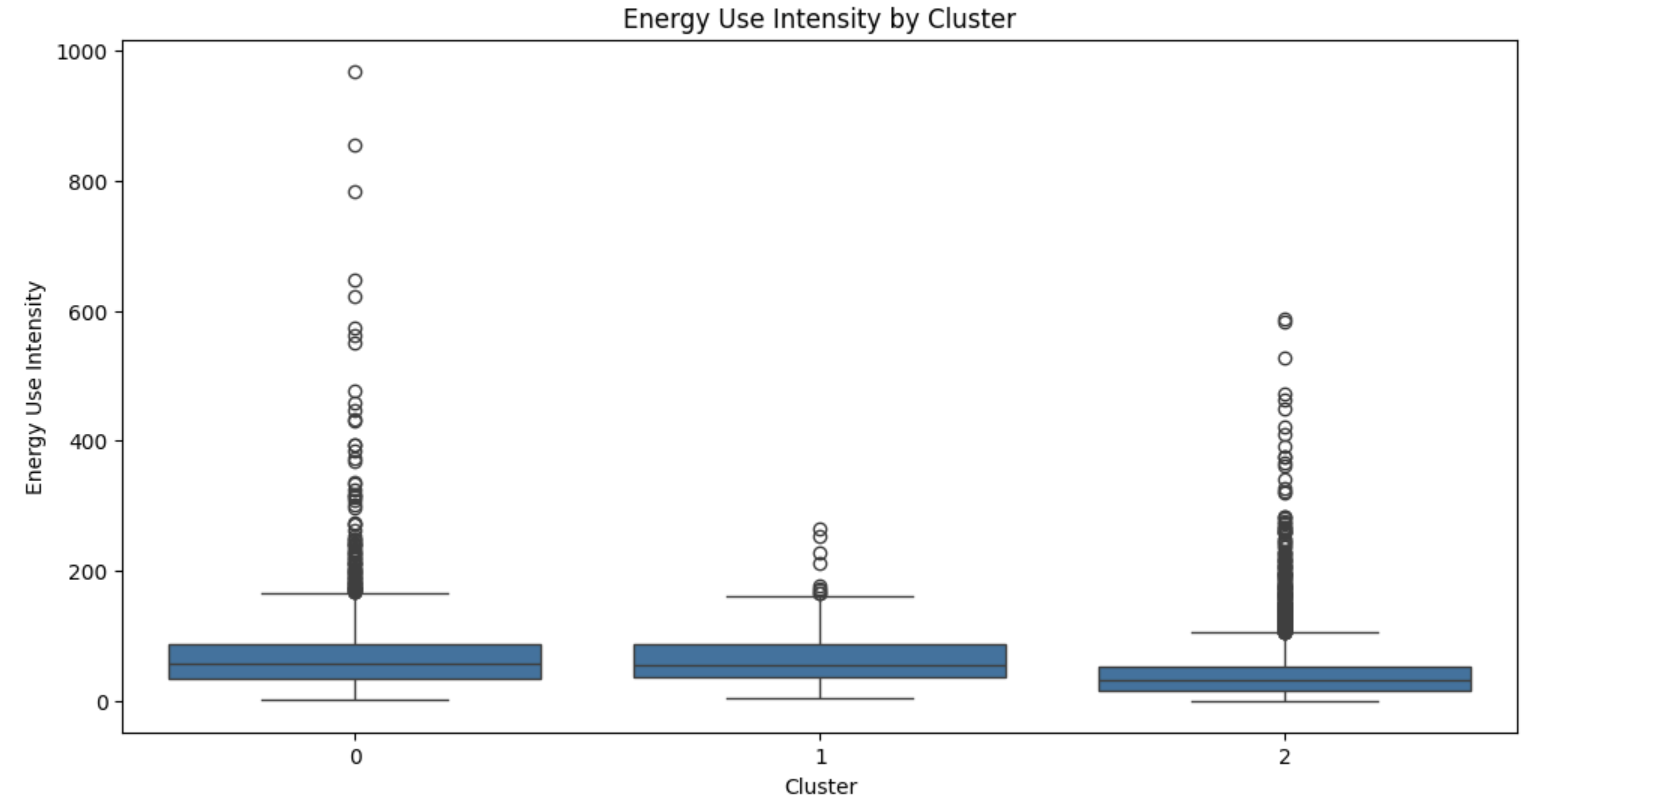 Energy Use Intensity by Cluster
1000
800
600
400
200
0
Energy Use Intensity
0 1 2
Cluster